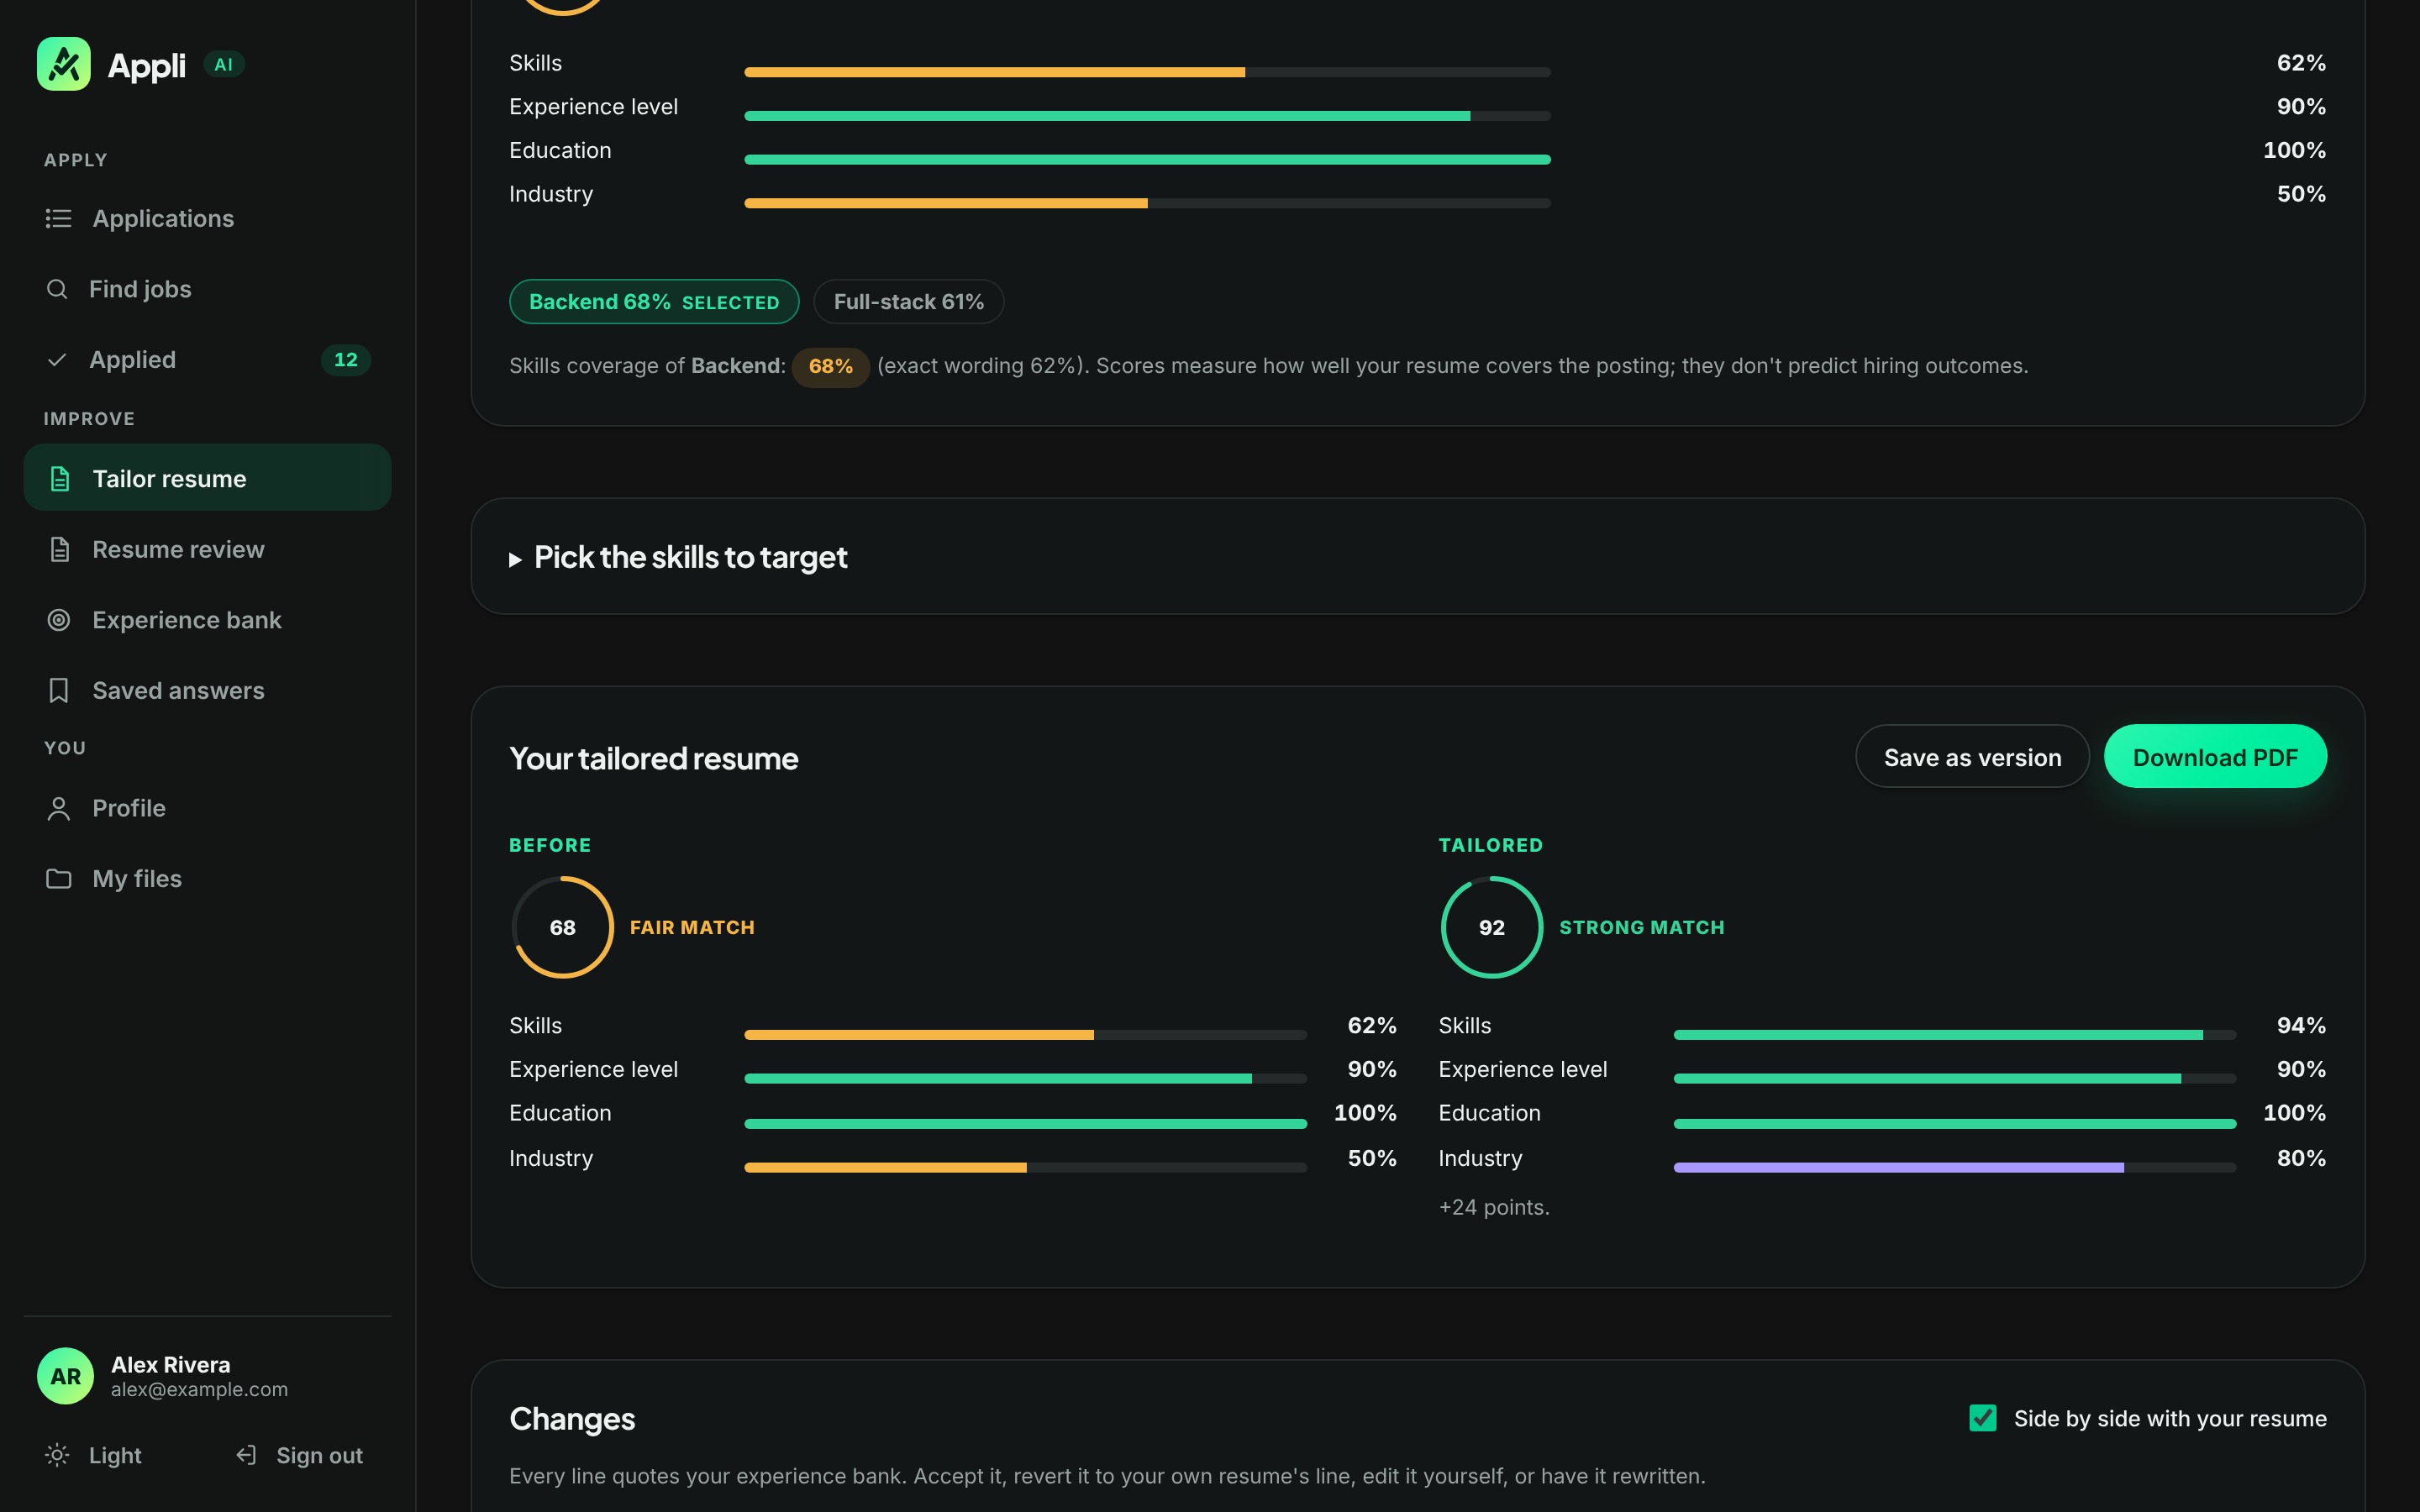 Appli AI
APPLY
Applications
Find jobs
Applied 12
IMPROVE
Tailor resume
Resume review
Experience bank
Saved answers
YOU
Profile
My files
AR
Alex Rivera
alex@example.com
Light Sign out
Skills 62%
Experience level 90%
Education 100%
Industry 50%
Backend 68% SELECTED Full-stack 61%
Skills coverage of Backend: 68% (exact wording 62%). Scores measure how well your resume covers the posting; they don't predict hiring outcomes.
Pick the skills to target
Your tailored resume Save as version Download PDF
BEFORE
68 FAIR MATCH
Skills 62%
Experience level 90%
Education 100%
Industry 50%
TAILORED
92 STRONG MATCH
Skills 94%
Experience level 90%
Education 100%
Industry 80%
+24 points.
Changes Side by side with your resume
Every line quotes your experience bank. Accept it, revert it to your own resume's line, edit it yourself, or have it rewritten.